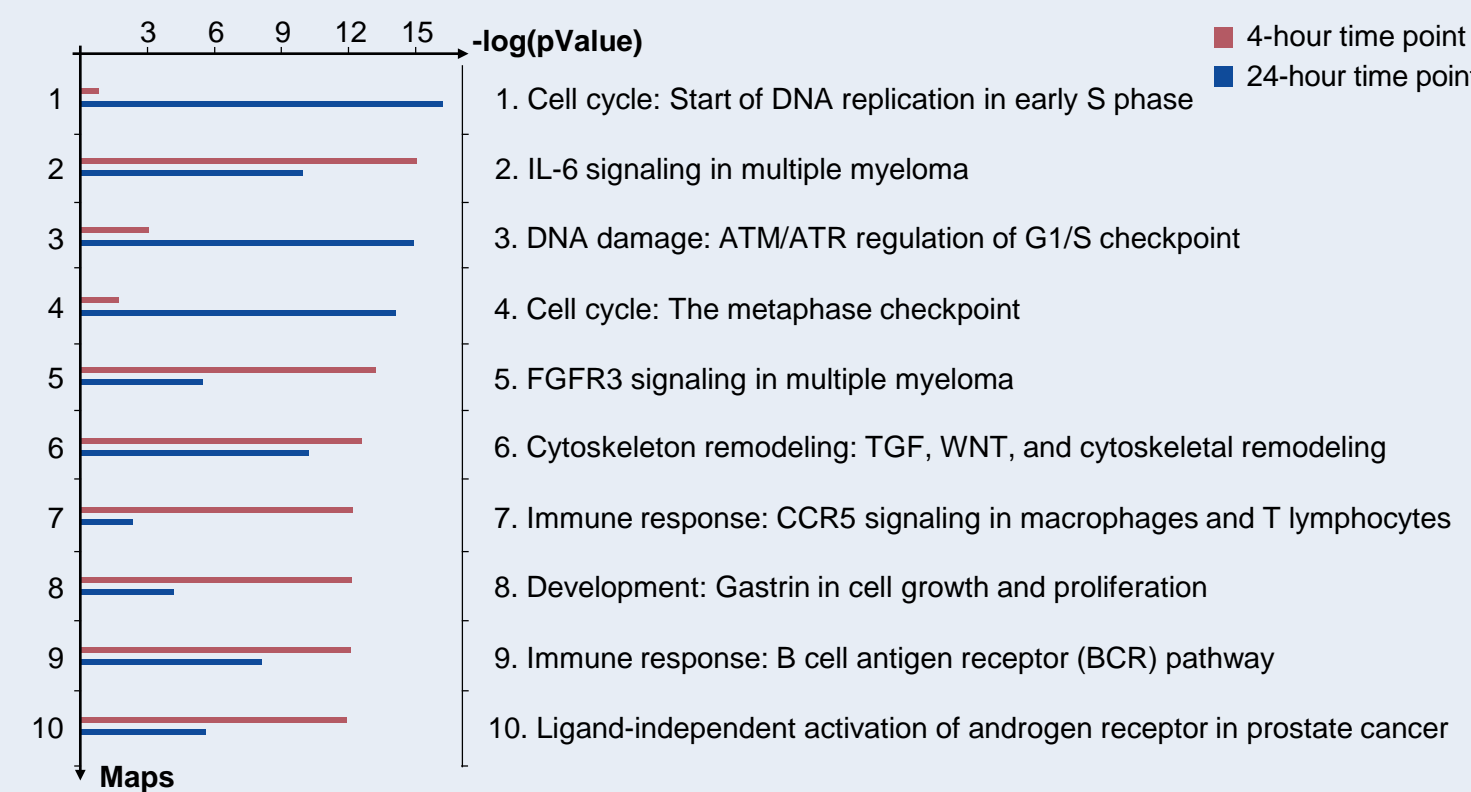 3 6 9 12 15
-log(pValue)
4-hour time point
24-hour time poin
1 1. Cell cycle: Start of DNA replication in early S phase
2 2. IL-6 signaling in multiple myeloma
3 3. DNA damage: ATM/ATR regulation of G1/S checkpoint
4 4. Cell cycle: The metaphase checkpoint
5 5. FGFR3 signaling in multiple myeloma
6 6. Cytoskeleton remodeling: TGF, WNT, and cytoskeletal remodeling
7 7. Immune response: CCR5 signaling in macrophages and T lymphocytes
8 8. Development: Gastrin in cell growth and proliferation
9 9. Immune response: B cell antigen receptor (BCR) pathway
10 10. Ligand-independent activation of androgen receptor in prostate cancer
Maps